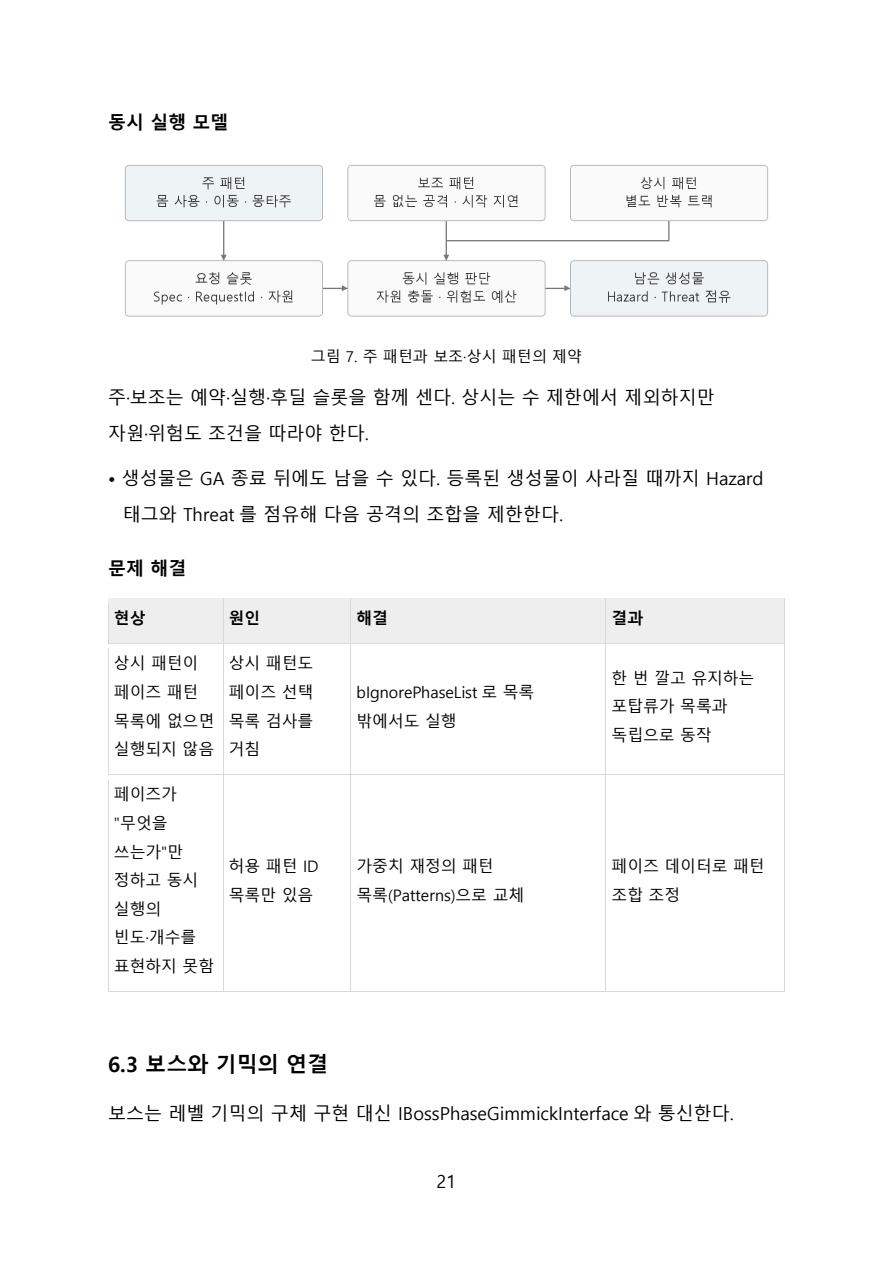 동시 실행 모델
주 패턴
몸 사용 · 이동 · 몽타주
보조 패턴
몸 없는 공격 · 시작 지연
상시 패턴
별도 반복 트랙
요청 슬롯
Spec · RequestId · 자원
동시 실행 판단
자원 충돌 · 위험도 예산
남은 생성물
Hazard · Threat 점유
그림 7. 주 패턴과 보조·상시 패턴의 제약
주·보조는 예약·실행·후딜 슬롯을 함께 센다. 상시는 수 제한에서 제외하지만
자원·위험도 조건을 따라야 한다.
• 생성물은 GA 종료 뒤에도 남을 수 있다. 등록된 생성물이 사라질 때까지 Hazard
태그와 Threat 를 점유해 다음 공격의 조합을 제한한다.
문제 해결
현상
원인
해결
결과
상시 패턴이
페이즈 패턴
목록에 없으면
실행되지 않음
상시 패턴도
페이즈 선택
목록 검사를
거침
bIgnorePhaseList 로 목록
밖에서도 실행
한 번 깔고 유지하는
포탑류가 목록과
독립으로 동작
페이즈가
"무엇을
쓰는가"만
정하고 동시
실행의
빈도·개수를
표현하지 못함
허용 패턴 ID
목록만 있음
가중치 재정의 패턴
목록(Patterns)으로 교체
페이즈 데이터로 패턴
조합 조정
6.3 보스와 기믹의 연결
보스는 레벨 기믹의 구체 구현 대신 IBossPhaseGimmickInterface 와 통신한다.
21